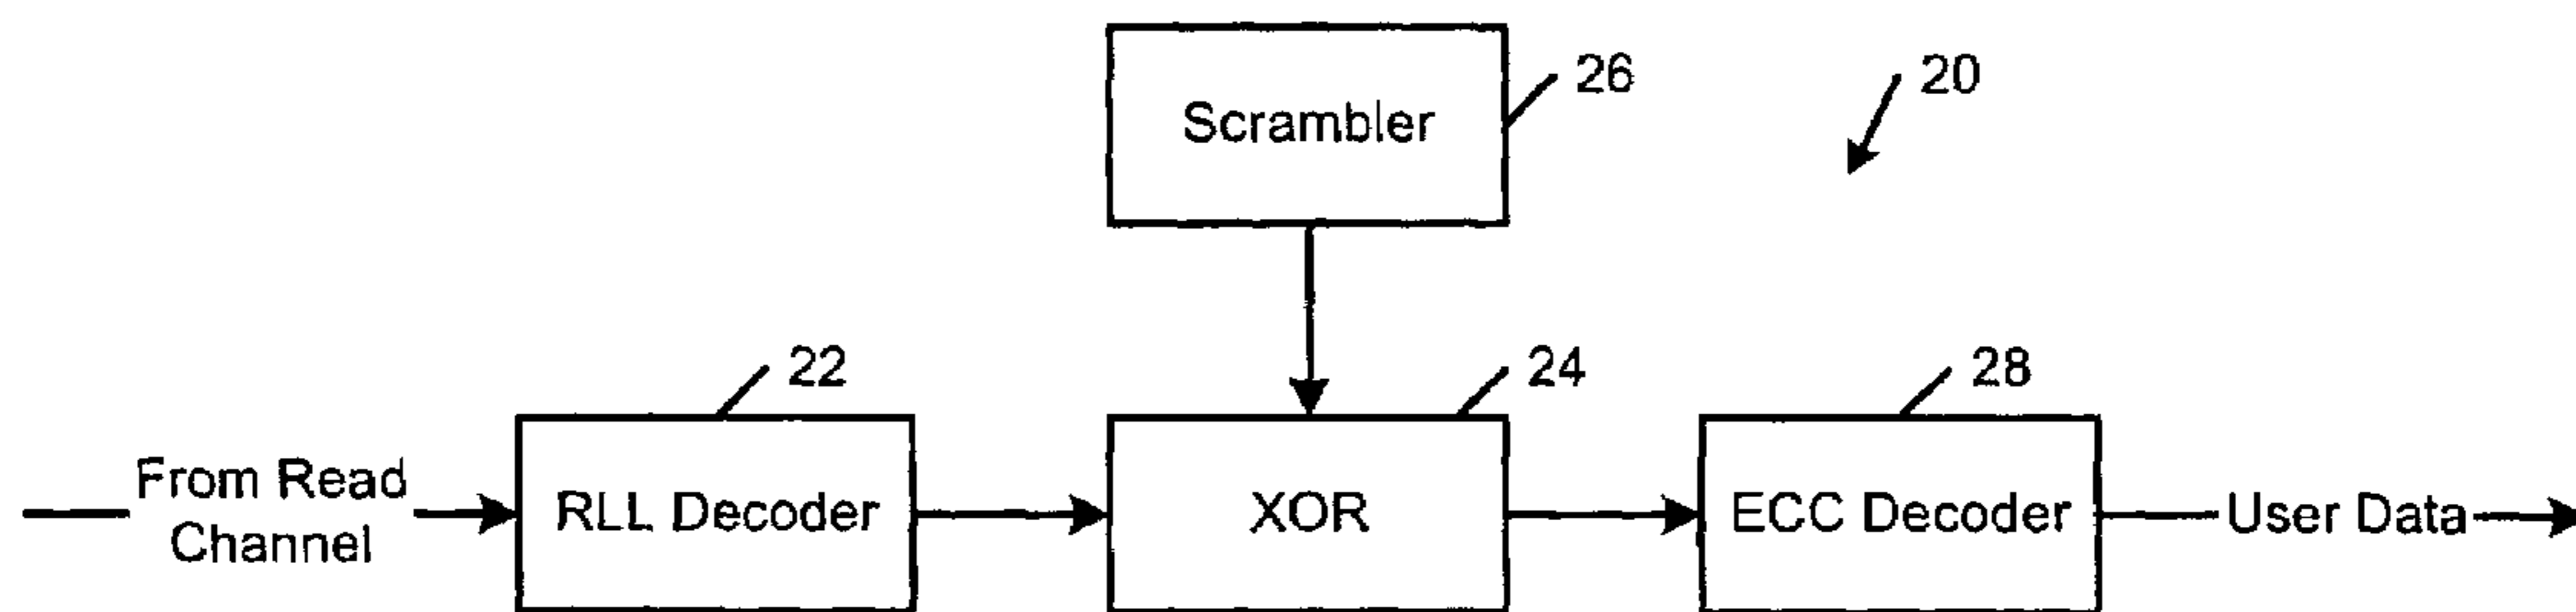 Scrambler
26
20
22
24
28
From Read
Channel
RLL Decoder
XOR
ECC Decoder
User Data